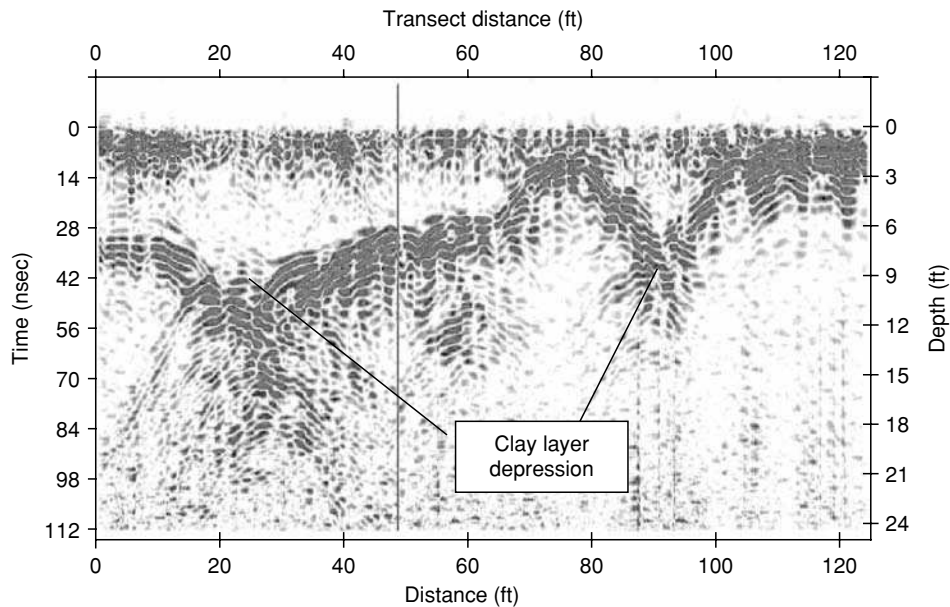 Transect distance (ft)
0 20 40 60 80 100 120
0
14
28
42
56
70
84
98
112
Time (nsec)
0
3
6
9
12
15
18
21
24
Depth (ft)
Clay layer
depression
0 20 40 60 80 100 120
Distance (ft)